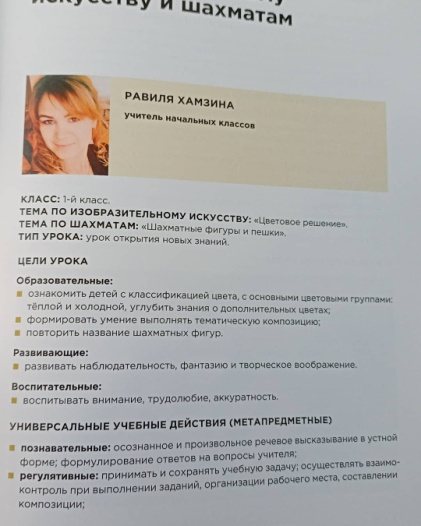 искусству и шахматам
РАВИЛЯ ХАМЗИНА
учитель начальных классов
КЛАСС: 1-й класс.
ТЕМА ПО ИЗОБРАЗИТЕЛЬНОМУ ИСКУССТВУ: «Цветовое решение».
ТЕМА ПО ШАХМАТАМ: «Шахматные фигуры и пешки».
ТИП УРОКА: урок открытия новых знаний.
ЦЕЛИ УРОКА
Образовательные:
ознакомить детей с классификацией цвета, с основными цветовыми группами:
тёплой и холодной, углубить знания о дополнительных цветах;
формировать умение выполнять тематическую композицию;
повторить название шахматных фигур.
Развивающие:
развивать наблюдательность, фантазию и творческое воображение.
Воспитательные:
воспитывать внимание, трудолюбие, аккуратность.
УНИВЕРСАЛЬНЫЕ УЧЕБНЫЕ ДЕЙСТВИЯ (МЕТАПРЕДМЕТНЫЕ)
познавательные: осознанное и произвольное речевое высказывание в устной
форме; формулирование ответов на вопросы учителя;
регулятивные: принимать и сохранять учебную задачу; осуществлять взаимо-
контроль при выполнении заданий, организации рабочего места, составлении
композиции;